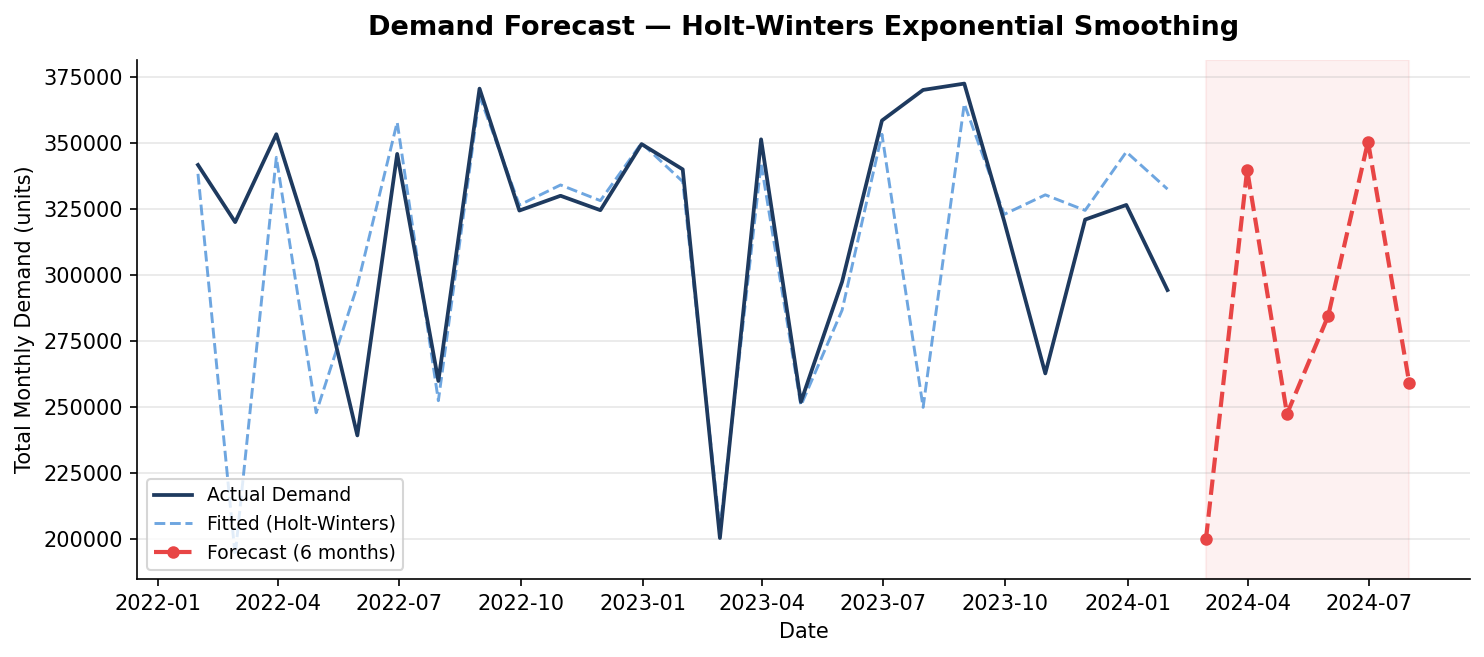 Demand Forecast — Holt-Winters Exponential Smoothing
Total Monthly Demand (units)
375000
350000
325000
300000
275000
250000
225000
200000
Actual Demand
Fitted (Holt-Winters)
Forecast (6 months)
2022-01 2022-04 2022-07 2022-10 2023-01 2023-04 2023-07 2023-10 2024-01 2024-04 2024-07
Date